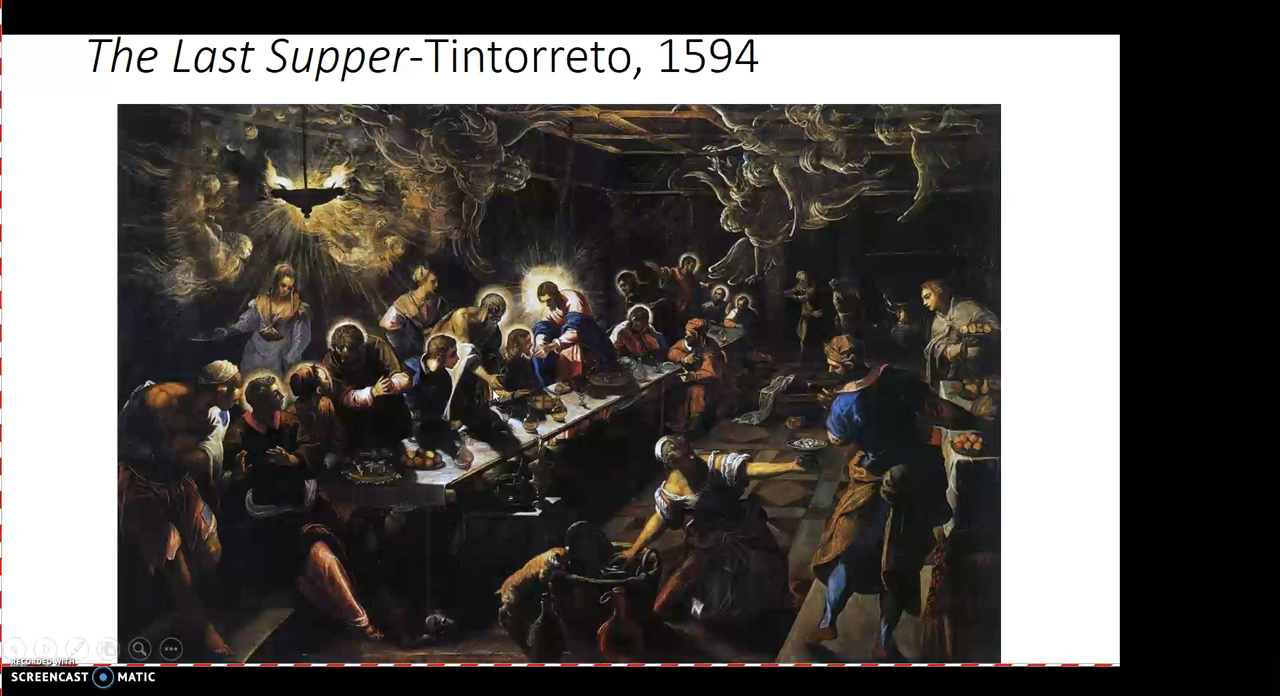 The Last Supper-Tintorreto, 1594
RECORDED WITH
SCREENCAST MATIC